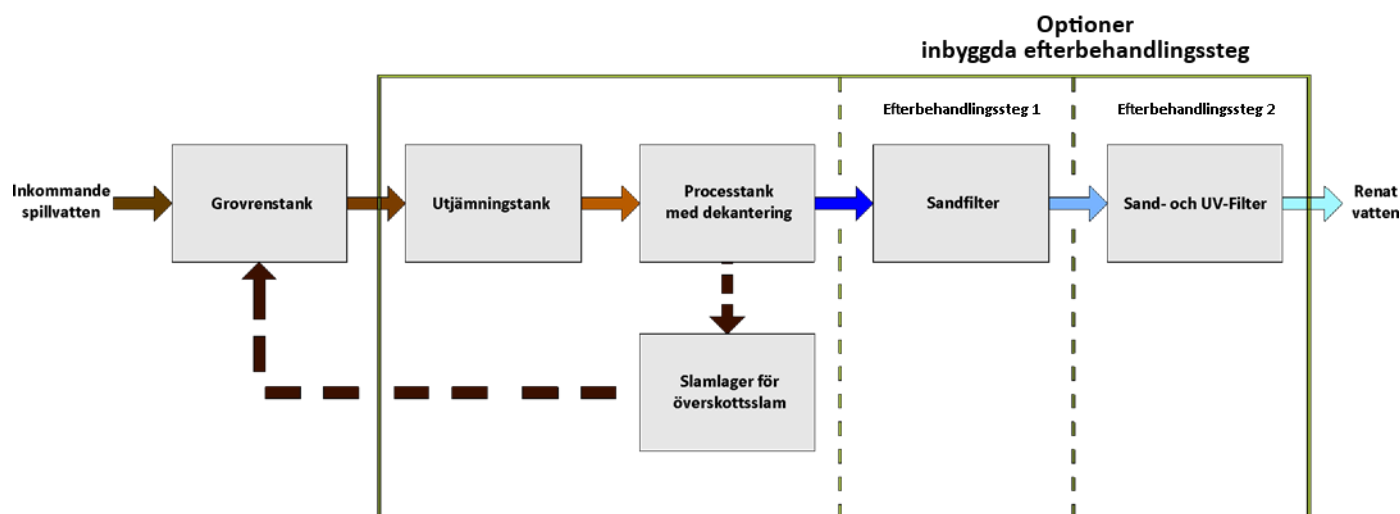 Optioner
inbyggda efterbehandlingssteg
Efterbehandlingssteg 1
Efterbehandlingssteg 2
Inkommande
spillvatten
Grovrenstank
Utjämningstank
Processtank
med dekantering
Sandfilter
Sand- och UV-Filter
Renat
vatten
Slamlager för
överskottsslam